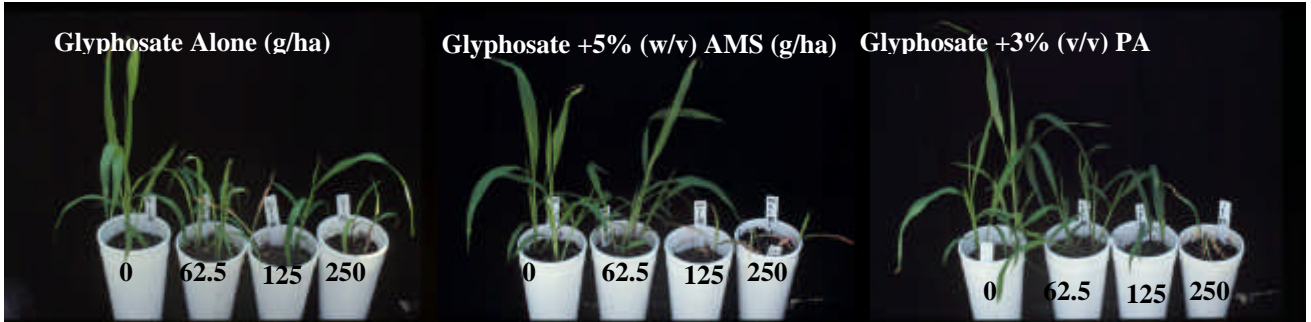 Glyphosate Alone (g/ha)
Glyphosate +5% (w/v) AMS (g/ha)
Glyphosate +3% (v/v) PA
0 62.5 125 250
0 62.5 125 250
0 62.5 125 250